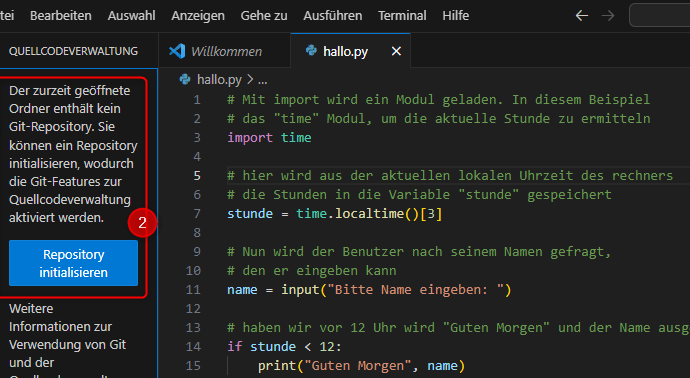 tei Bearbeiten Auswahl Anzeigen Gehe zu Ausführen Terminal Hilfe
QUELLCODEVERWALTUNG
Willkommen
hallo.py
hallo.py > ...
Der zurzeit geöffnete
Ordner enthält kein
Git-Repository. Sie
können ein Repository
initialisieren, wodurch
die Git-Features zur
Quellcodeverwaltung
aktiviert werden.
2
Repository
initialisieren
Weitere
Informationen zur
Verwendung von Git
und der
1 # Mit import wird ein Modul geladen. In diesem Beispiel
2 # das "time" Modul, um die aktuelle Stunde zu ermitteln
3 import time
4
5 # hier wird aus der aktuellen lokalen Uhrzeit des rechners
6 # die Stunden in die Variable "stunde" gespeichert
7 stunde = time.localtime()[3]
8
9 # Nun wird der Benutzer nach seinem Namen gefragt,
10 # den er eingeben kann
11 name = input("Bitte Name eingeben: ")
12
13 # haben wir vor 12 Uhr wird "Guten Morgen" und der Name ausg
14 if stunde < 12:
15 print("Guten Morgen", name)